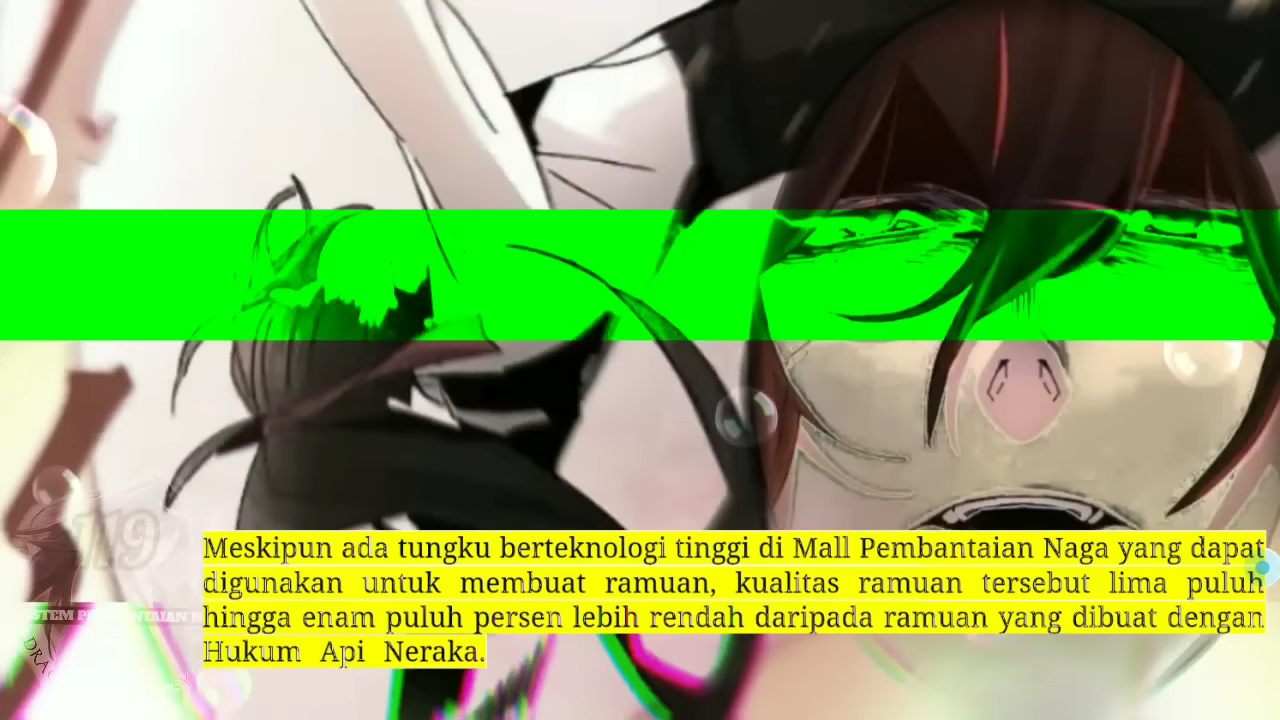 119
Meskipun ada tungku berteknologi tinggi di Mall Pembantaian Naga yang dapat
digunakan untuk membuat ramuan, kualitas ramuan tersebut lima puluh
hingga enam puluh persen lebih rendah daripada ramuan yang dibuat dengan
Hukum Api Neraka.